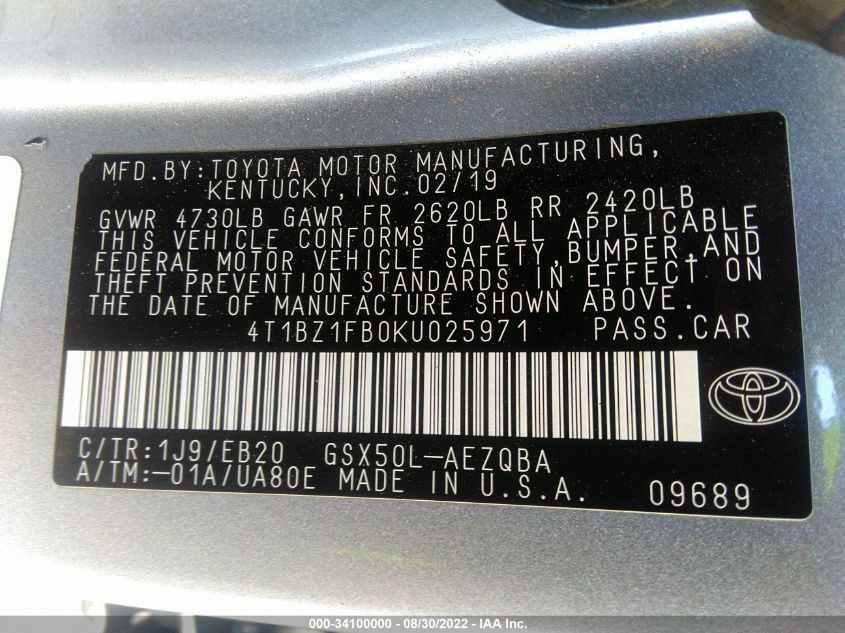 MFD.BY:TOYOTA MOTOR MANUFACTURING,
KENTUCKY,INC.02/19
GVWR 4730LB GAWR FR 2620LB RR 2420LB
THIS VEHICLE CONFORMS TO ALL APPLICABLE
FEDERAL MOTOR VEHICLE SAFETY,BUMPER,AND
THEFT PREVENTION STANDARDS IN EFFECT ON
THE DATE OF MANUFACTURE SHOWN ABOVE.
4T1BZ1FB0KU025971 PASS.CAR
C/TR:1J9/EB20 GSX50L-AEZQBA
A/TM:-01A/UA80E MADE IN U.S.A. 09689
000-34100000 - 08/30/2022 - IAA Inc.